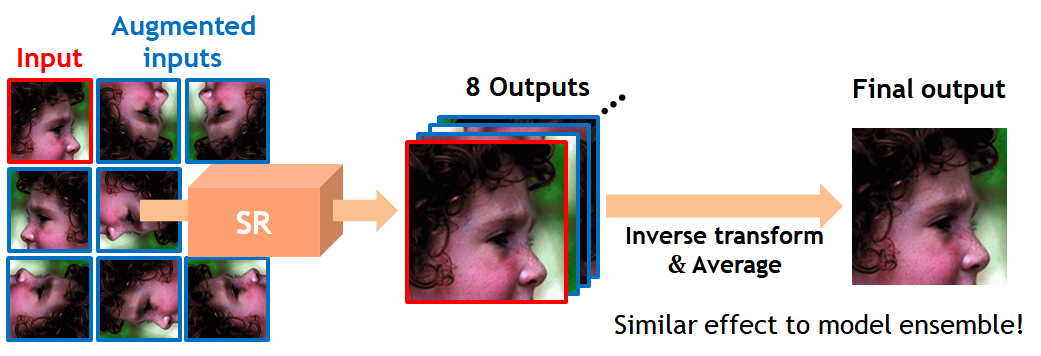 Augmented
inputs
Input
8 Outputs
Final output
SR
Inverse transform
& Average
Similar effect to model ensemble!